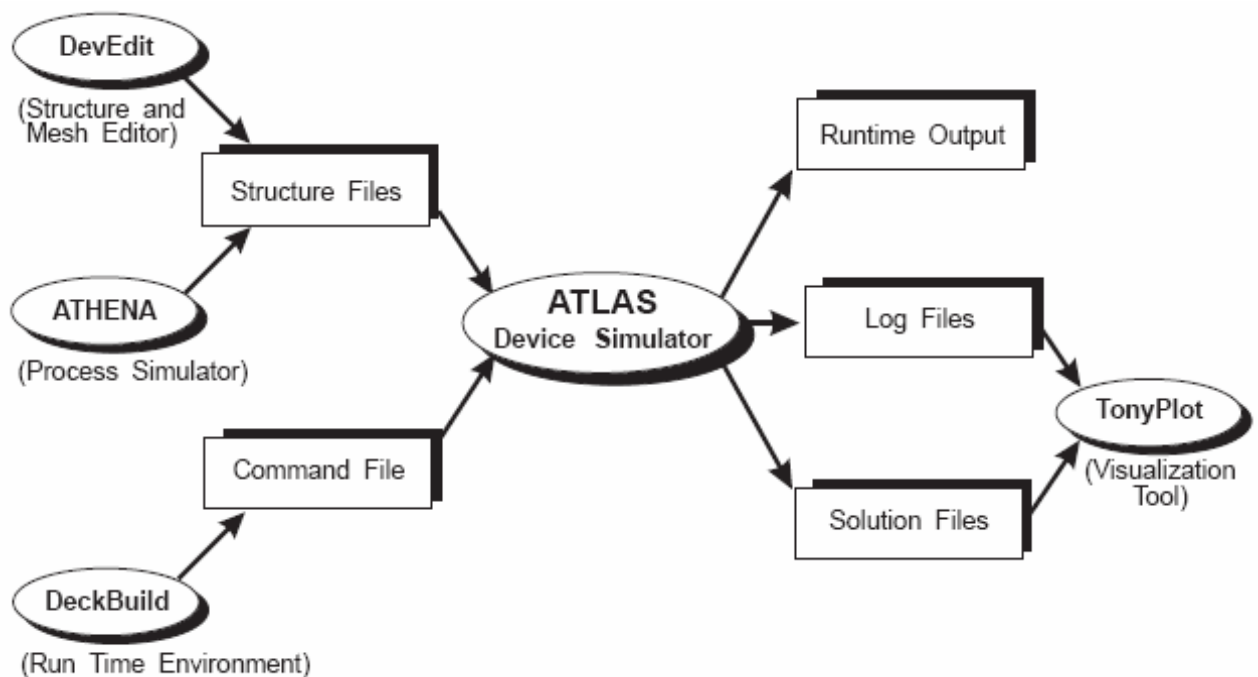 DevEdit
(Structure and
Mesh Editor)
Structure Files
ATHENA
(Process Simulator)
Command File
DeckBuild
(Run Time Environment)
ATLAS
Device Simulator
Runtime Output
Log Files
Solution Files
TonyPlot
(Visualization
Tool)